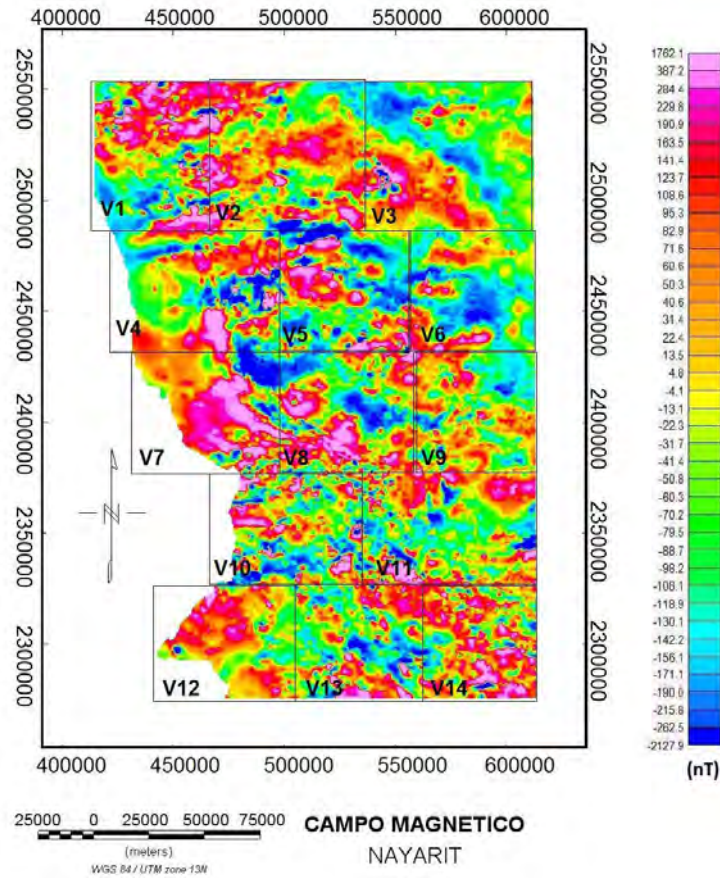 400000 450000 500000 550000 600000
2550000
2500000
2450000
2400000
2350000
2300000
V1
V2
V3
V4
V5
V6
V7
V8
V9
V10
V11
V12
V13
V14
N
2550000
2500000
2450000
2400000
2350000
2300000
400000 450000 500000 550000 600000
1762.1
387.2
284.4
229.8
190.9
163.5
141.4
123.7
108.6
95.3
82.9
71.6
60.6
50.3
40.6
31.4
22.4
13.5
4.8
-4.1
-13.1
-22.3
-31.7
-41.4
-50.8
-60.3
-70.2
-79.5
-88.7
-98.2
-108.1
-118.9
-130.1
-142.2
-156.1
-171.1
-190.0
-215.8
-262.5
-2127.9
(nT)
25000 0 25000 50000 75000
(meters)
WGS 84 / UTM zone 13N
CAMPO MAGNETICO
NAYARIT